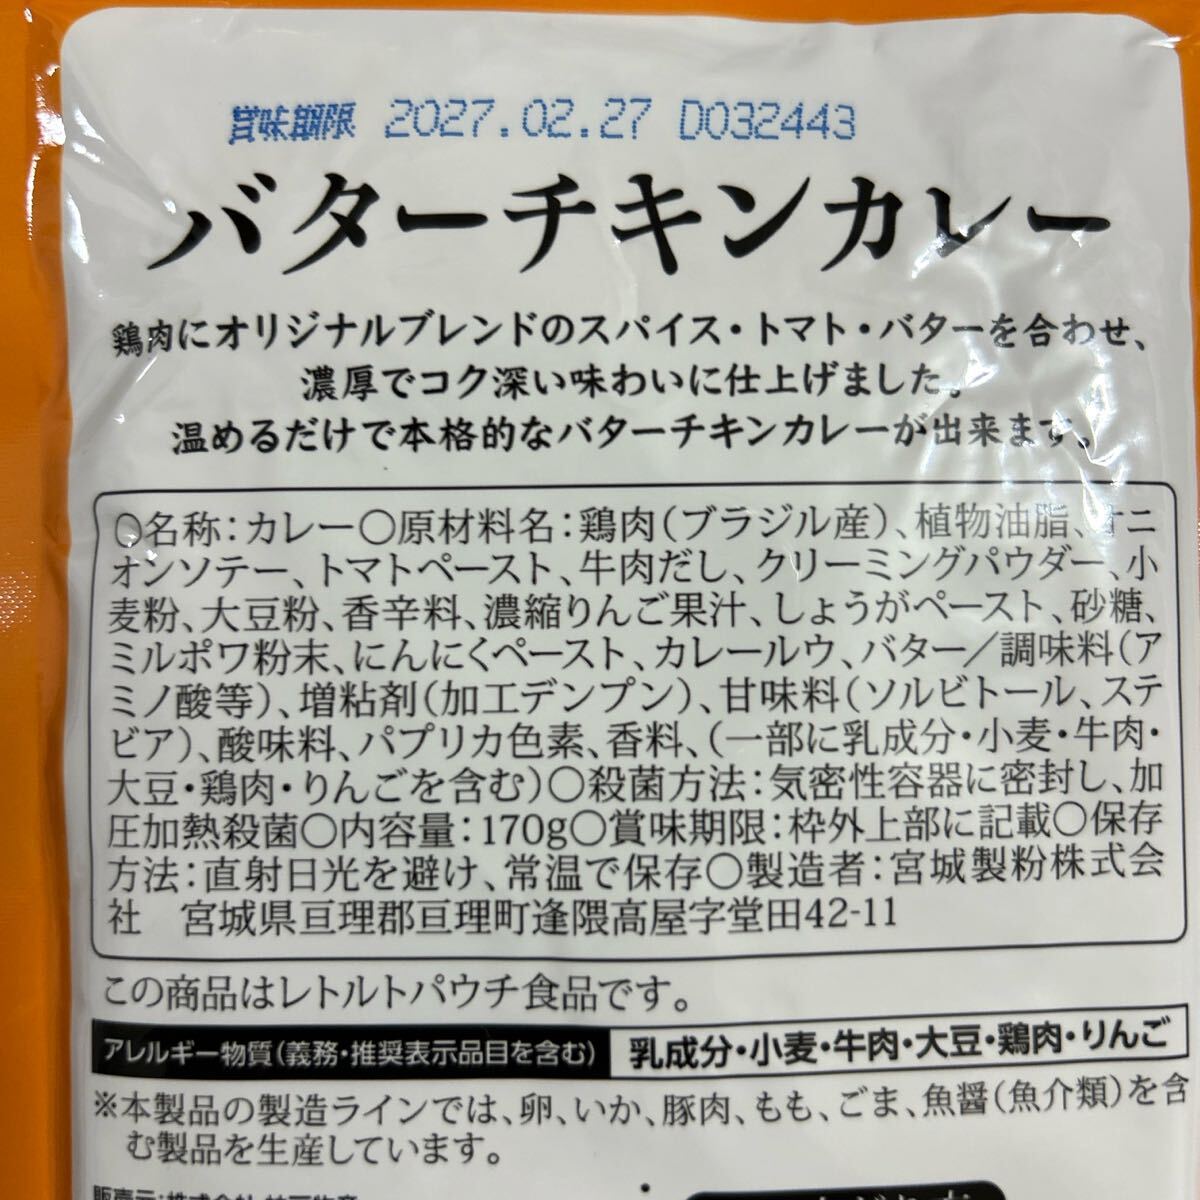 賞味期限 2027.02.27 D032443
バターチキンカレー
鶏肉にオリジナルブレンドのスパイス・トマト・バターを合わせ、
濃厚でコク深い味わいに仕上げました。
温めるだけで本格的なバターチキンカレーが出来ます。
〇名称：カレー〇原材料名：鶏肉（ブラジル産）、植物油脂、オニ
オンソテー、トマトペースト、牛肉だし、クリーミングパウダー、小
麦粉、大豆粉、香辛料、濃縮りんご果汁、しょうがペースト、砂糖、
ミルポワ粉末、にんにくペースト、カレールウ、バター／調味料（ア
ミノ酸等）、増粘剤（加工デンプン）、甘味料（ソルビトール、ステ
ビア）、酸味料、パプリカ色素、香料、（一部に乳成分・小麦・牛肉・
大豆・鶏肉・りんごを含む）〇殺菌方法：気密性容器に密封し、加
圧加熱殺菌〇内容量：170g〇賞味期限：枠外上部に記載〇保存
方法：直射日光を避け、常温で保存〇製造者：宮城製粉株式会
社　宮城県亘理郡亘理町逢隈高屋字堂田42-11
この商品はレトルトパウチ食品です。
アレルギー物質（義務・推奨表示品目を含む） 乳成分・小麦・牛肉・大豆・鶏肉・りんご
※本製品の製造ラインでは、卵、いか、豚肉、もも、ごま、魚醤（魚介類）を含
む製品を生産しています。
販売元：株式会社